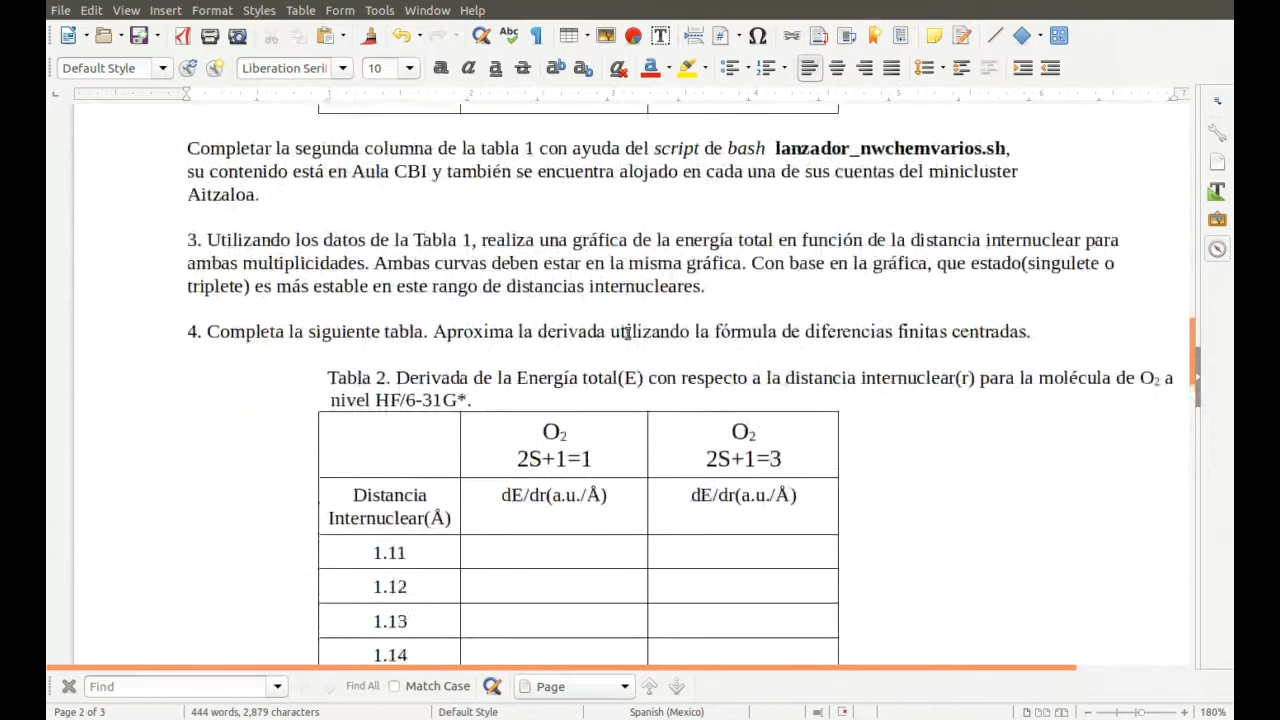 File Edit View Insert Format Styles Table Form Tools Window Help
Default Style Liberation Seri 10
2 3 4 5 6 7
Completar la segunda columna de la tabla 1 con ayuda del script de bash lanzador_nwchemvarios.sh,
su contenido está en Aula CBI y también se encuentra alojado en cada una de sus cuentas del minicluster
Aitzaloa.
3. Utilizando los datos de la Tabla 1, realiza una gráfica de la energía total en función de la distancia internuclear para
ambas multiplicidades. Ambas curvas deben estar en la misma gráfica. Con base en la gráfica, que estado(singulete o
triplete) es más estable en este rango de distancias internucleares.
4. Completa la siguiente tabla. Aproxima la derivada utilizando la fórmula de diferencias finitas centradas.
Tabla 2. Derivada de la Energía total(E) con respecto a la distancia internuclear(r) para la molécula de O₂ a
nivel HF/6-31G*.
O₂ O₂
2S+1=1 2S+1=3
Distancia dE/dr(a.u./Å) dE/dr(a.u./Å)
Internuclear(Å)
1.11
1.12
1.13
1.14
Find Find All Match Case Page
Page 2 of 3 444 words, 2,879 characters Default Style Spanish (Mexico) 180%